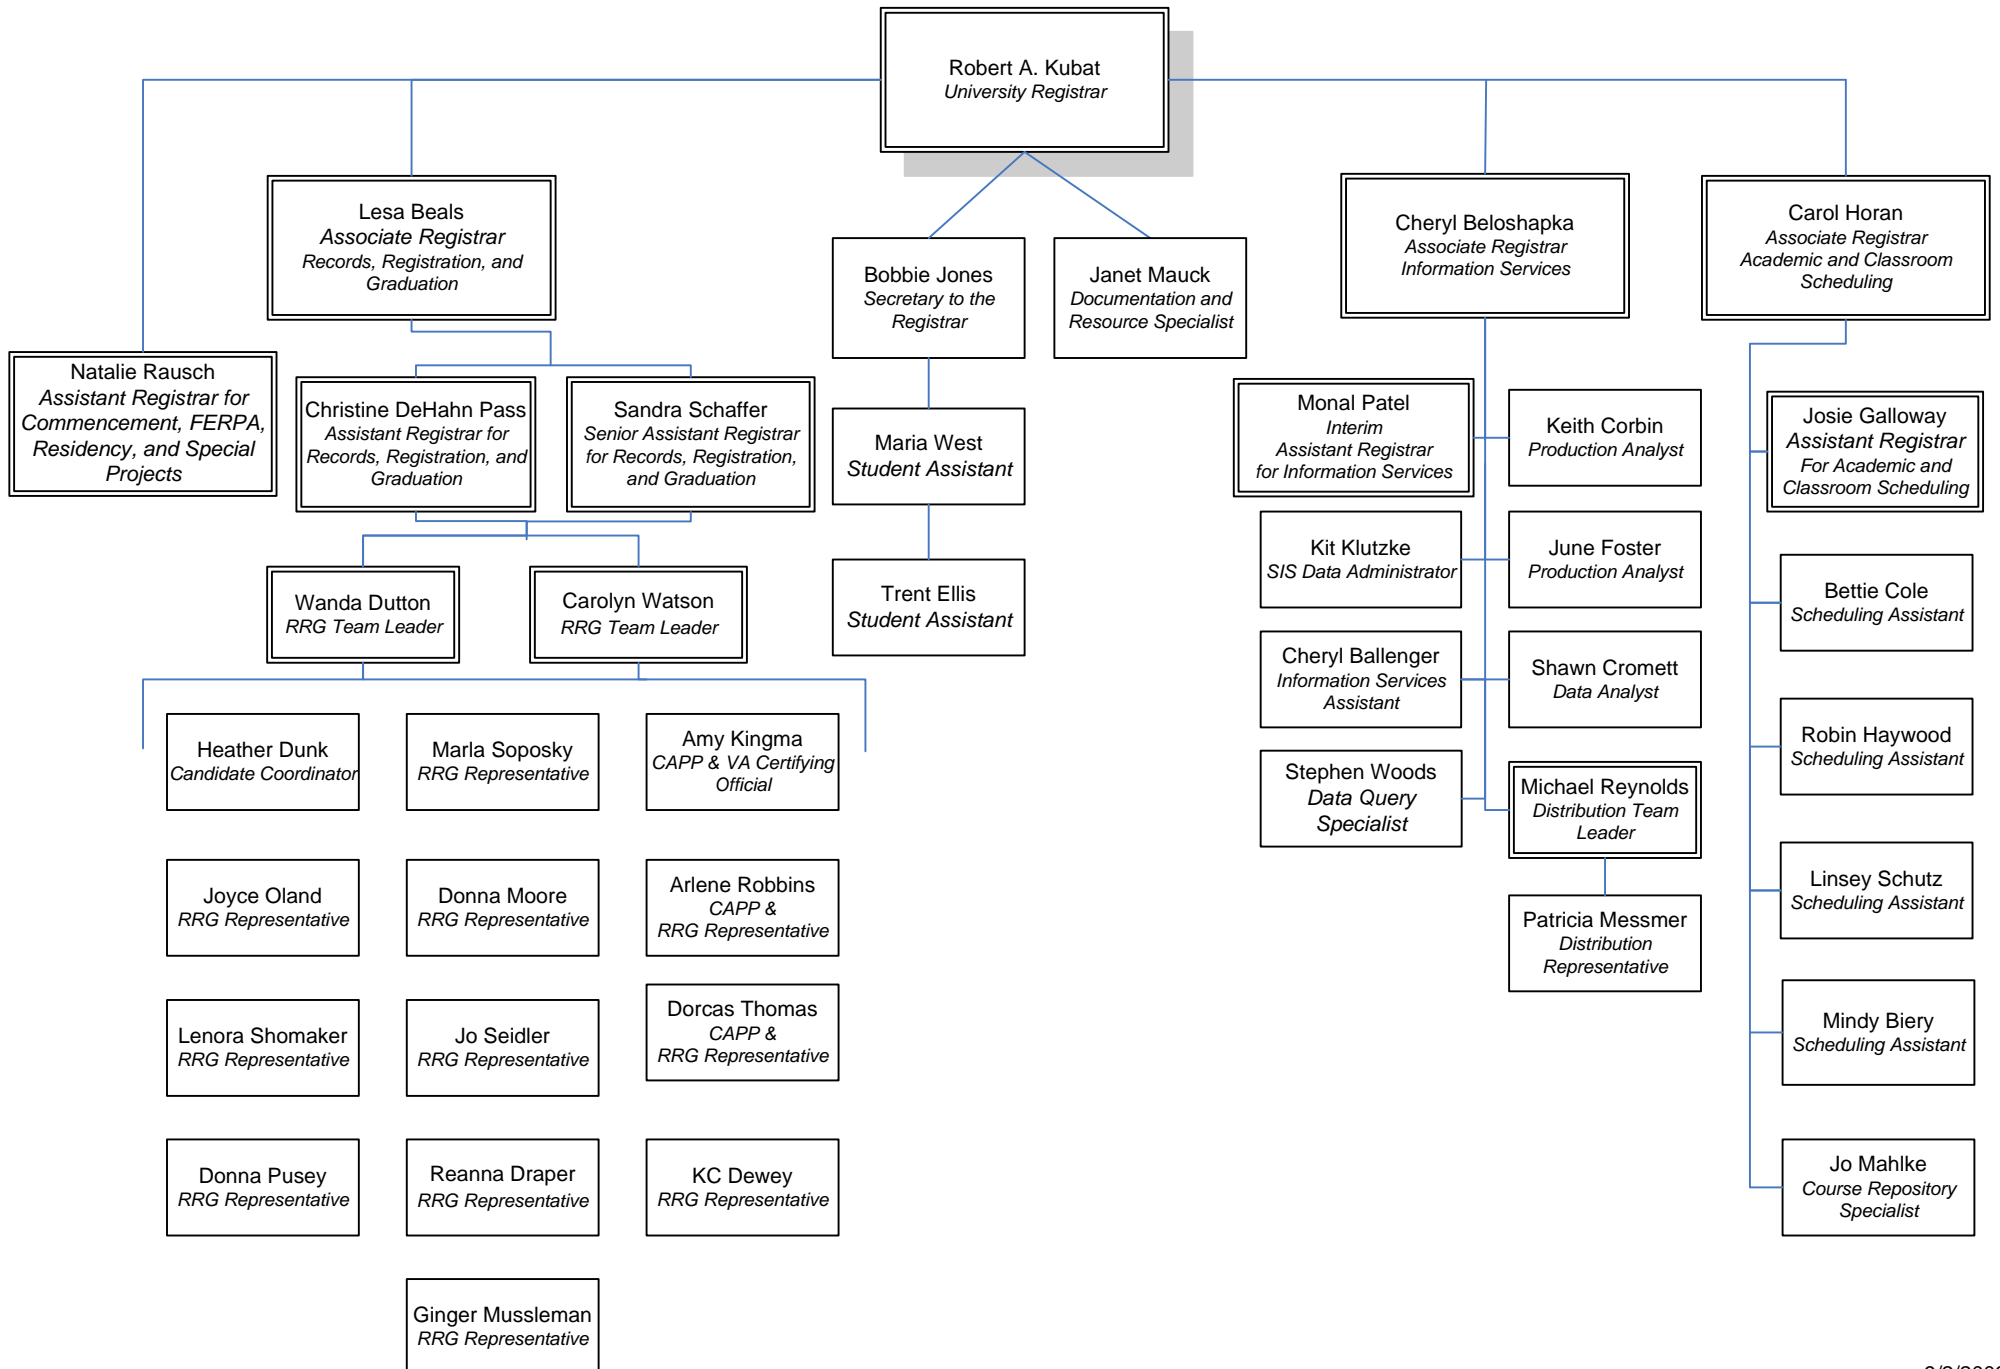 Robert A. Kubat
University Registrar
Lesa Beals
Associate Registrar
Records, Registration, and
Graduation
Cheryl Beloshapka
Associate Registrar
Information Services
Carol Horan
Associate Registrar
Academic and Classroom
Scheduling
Bobbie Jones
Secretary to the
Registrar
Janet Mauck
Documentation and
Resource Specialist
Natalie Rausch
Assistant Registrar for
Commencement, FERPA,
Residency, and Special
Projects
Christine DeHahn Pass
Assistant Registrar for
Records, Registration, and
Graduation
Sandra Schaffer
Senior Assistant Registrar
for Records, Registration,
and Graduation
Maria West
Student Assistant
Trent Ellis
Student Assistant
Wanda Dutton
RRG Team Leader
Carolyn Watson
RRG Team Leader
Heather Dunk
Candidate Coordinator
Marla Soposky
RRG Representative
Amy Kingma
CAPP & VA Certifying
Official
Joyce Oland
RRG Representative
Donna Moore
RRG Representative
Arlene Robbins
CAPP &
RRG Representative
Lenora Shomaker
RRG Representative
Jo Seidler
RRG Representative
Dorcas Thomas
CAPP &
RRG Representative
Donna Pusey
RRG Representative
Reanna Draper
RRG Representative
KC Dewey
RRG Representative
Ginger Mussleman
RRG Representative
Monal Patel
Interim
Assistant Registrar
for Information Services
Keith Corbin
Production Analyst
Kit Klutzke
SIS Data Administrator
June Foster
Production Analyst
Cheryl Ballenger
Information Services
Assistant
Shawn Cromett
Data Analyst
Stephen Woods
Data Query
Specialist
Michael Reynolds
Distribution Team
Leader
Patricia Messmer
Distribution
Representative
Josie Galloway
Assistant Registrar
For Academic and
Classroom Scheduling
Bettie Cole
Scheduling Assistant
Robin Haywood
Scheduling Assistant
Linsey Schutz
Scheduling Assistant
Mindy Biery
Scheduling Assistant
Jo Mahlke
Course Repository
Specialist